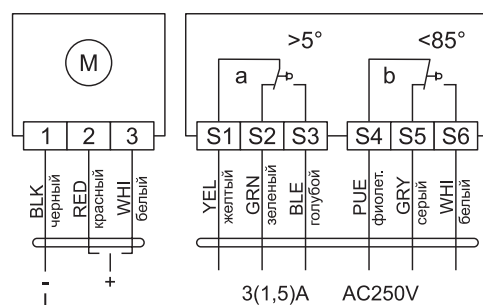 >5° <85°
M a b
1 2 3 S1 S2 S3 S4 S5 S6
BLK
черный
RED
красный
WHI
белый
YEL
желтый
GRN
зеленый
BLE
голубой
PUE
фиолет.
GRY
серый
WHI
белый
- +
3(1,5)A AC250V